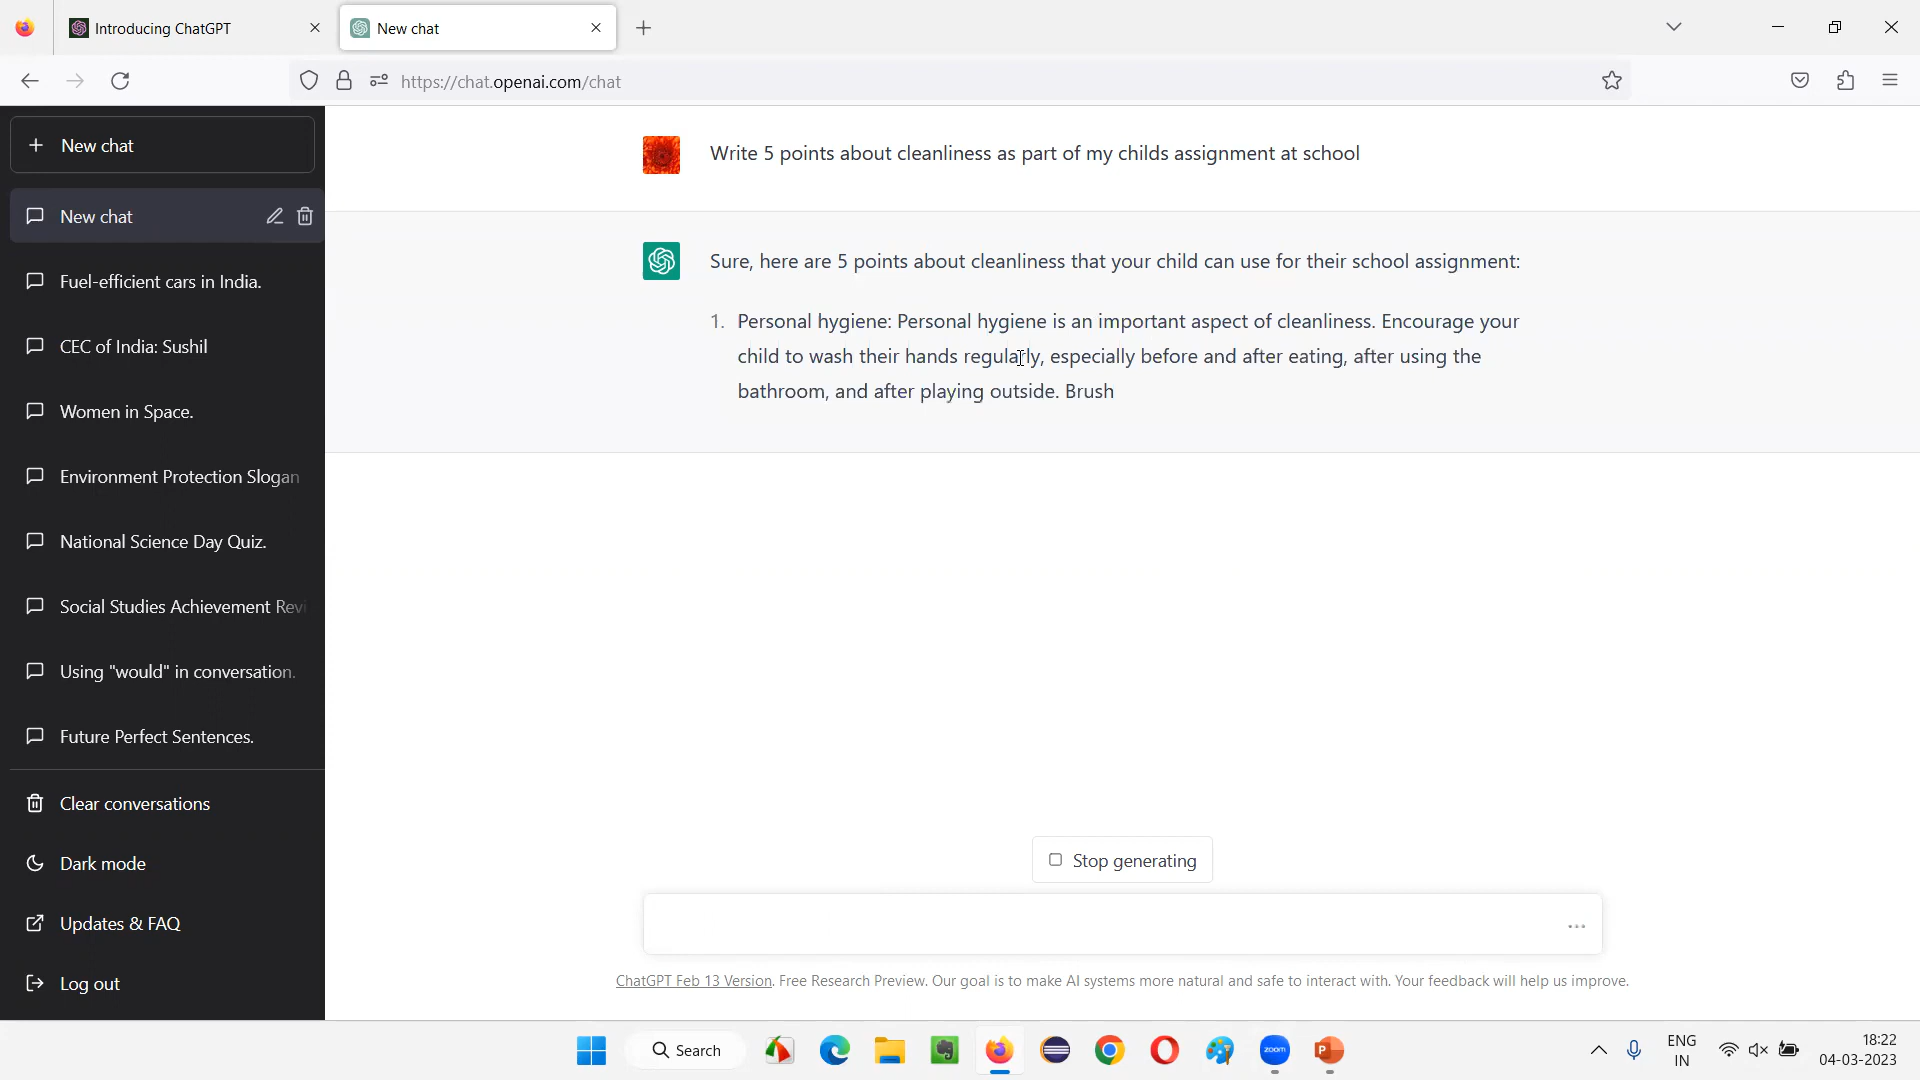 Introducing ChatGPT
New chat
https://chat.openai.com/chat
New chat
New chat
Fuel-efficient cars in India.
CEC of India: Sushil
Women in Space.
Environment Protection Slogan
National Science Day Quiz.
Social Studies Achievement Revi
Using "would" in conversation.
Future Perfect Sentences.
Clear conversations
Dark mode
Updates & FAQ
Log out
Write 5 points about cleanliness as part of my childs assignment at school
Sure, here are 5 points about cleanliness that your child can use for their school assignment:
1. Personal hygiene: Personal hygiene is an important aspect of cleanliness. Encourage your
child to wash their hands regularly, especially before and after eating, after using the
bathroom, and after playing outside. Brush
Stop generating
ChatGPT Feb 13 Version. Free Research Preview. Our goal is to make AI systems more natural and safe to interact with. Your feedback will help us improve.
Search
zoom
ENG
IN
18:22
04-03-2023